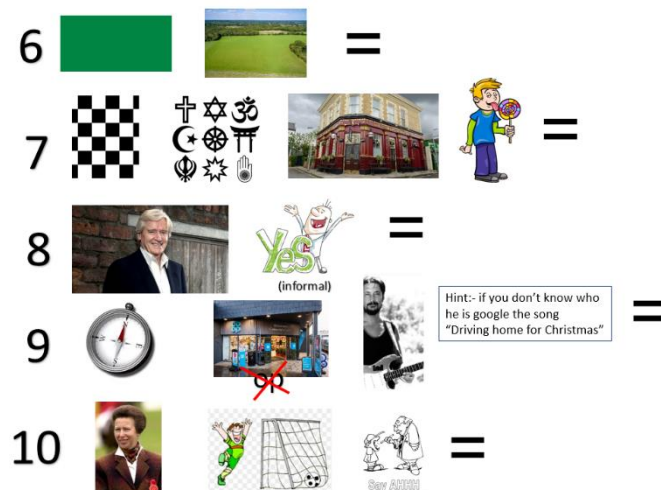 6 =
7 =
8 Yes =
(informal)
Hint:- if you don't know who
he is google the song
"Driving home for Christmas"
9 =
op
10 =
Say AHHH